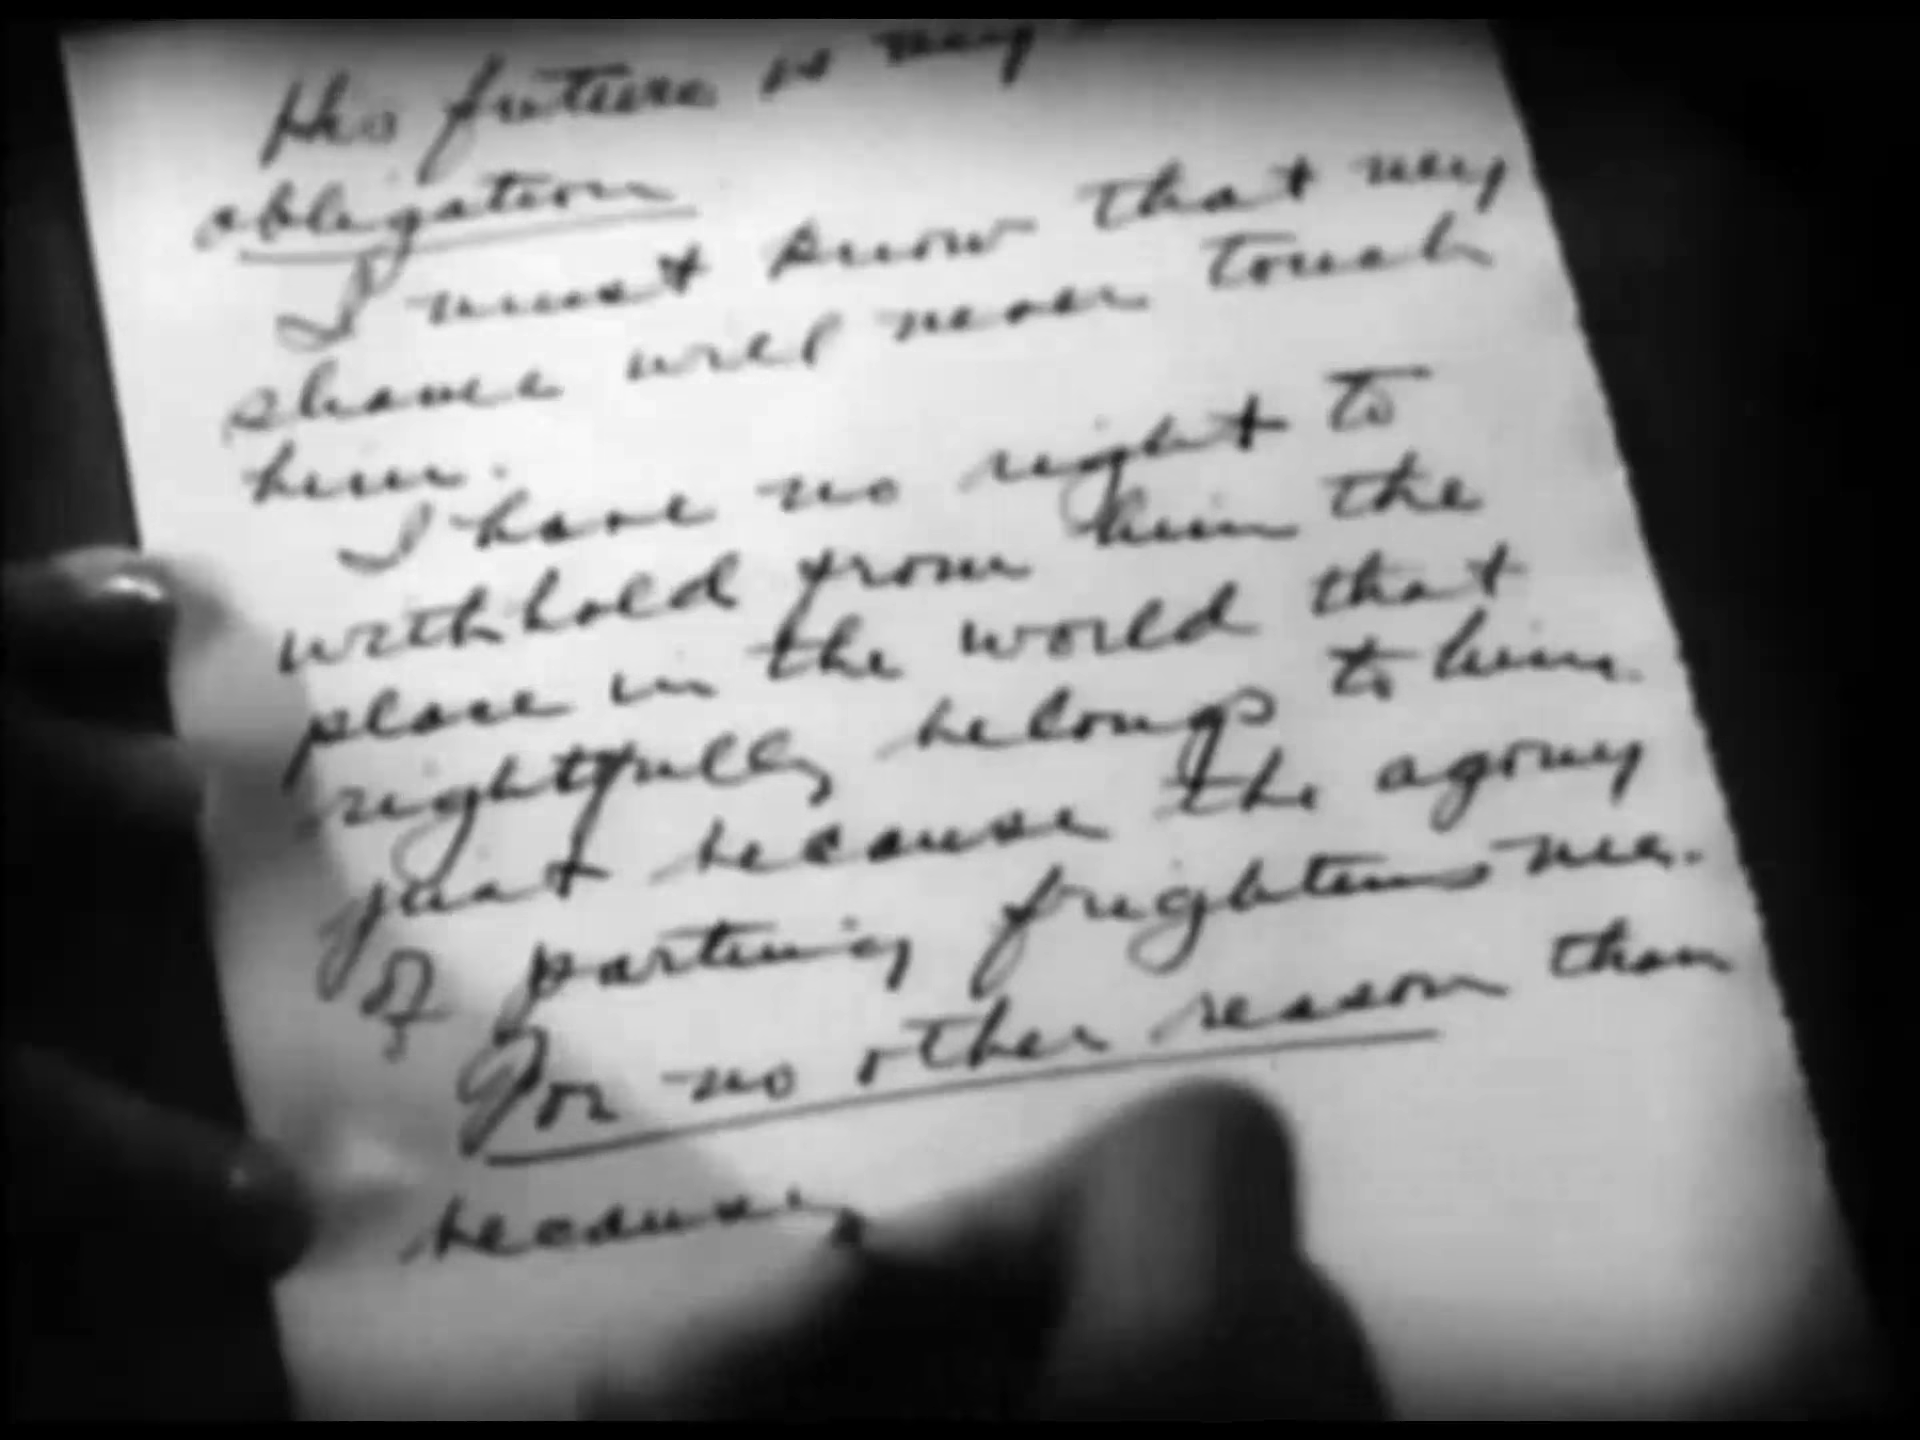 His future is my
obligation
I must know that my
shame will never touch
him.
I have no right to
withhold from him the
place in the world that
rightfully belongs to him
just because the agony
of parting frightens me.
For no other reason than
because